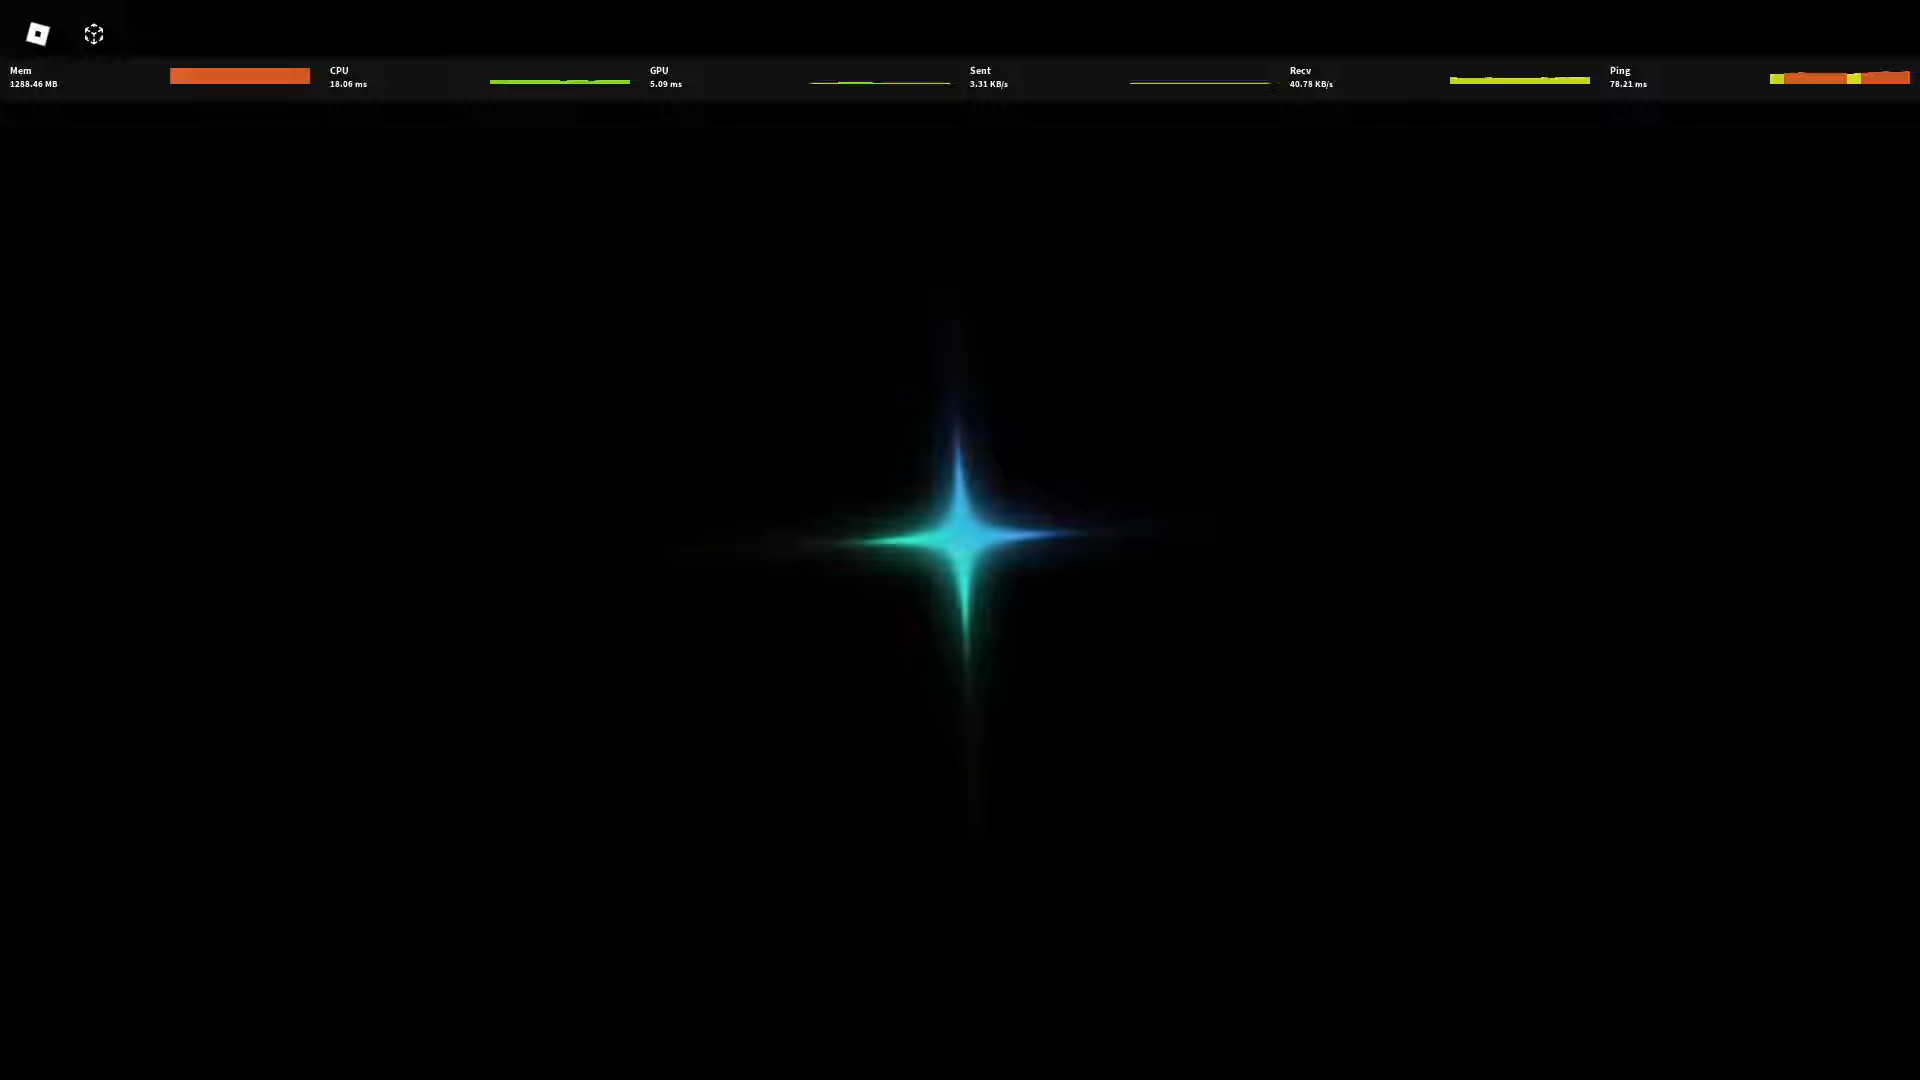 Mem CPU GPU Sent Recv Ping
1288.46 MB 18.06 ms 5.09 ms 3.31 KB/s 40.78 KB/s 78.21 ms